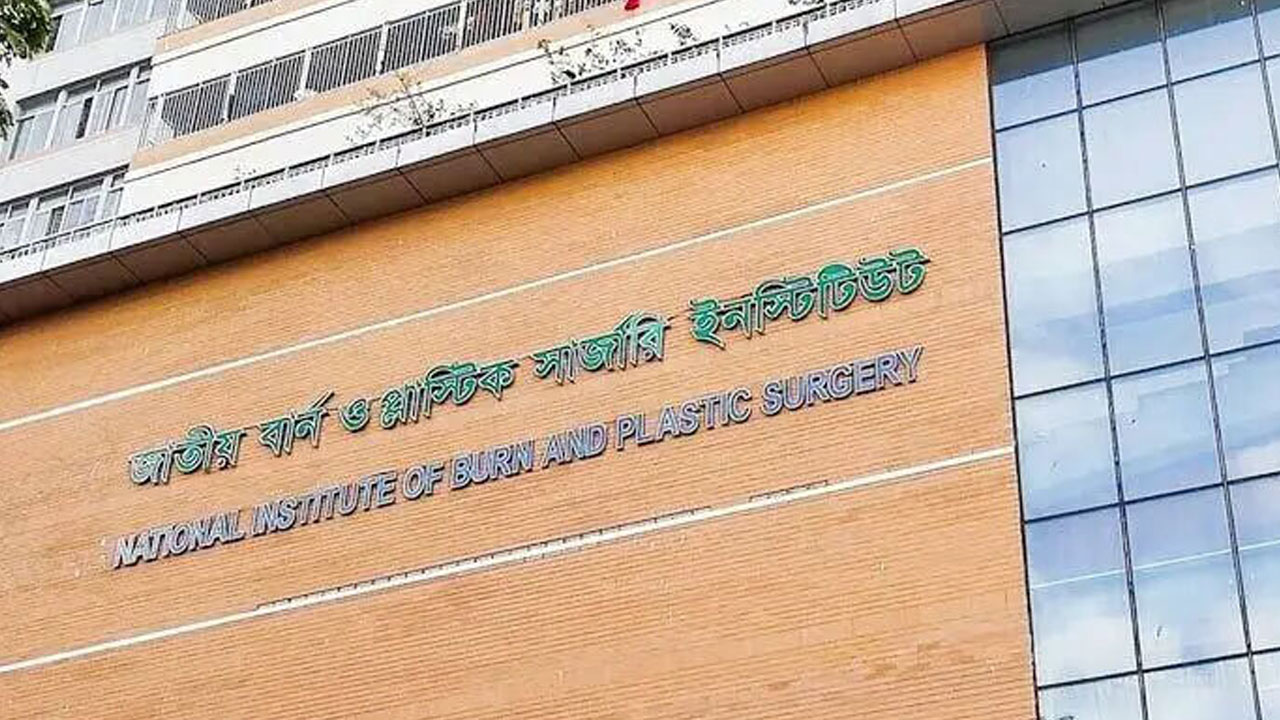 জাতীয় বার্ন ও প্লাস্টিক সার্জারি ইনস্টিটিউট
NATIONAL INSTITUTE OF BURN AND PLASTIC SURGERY